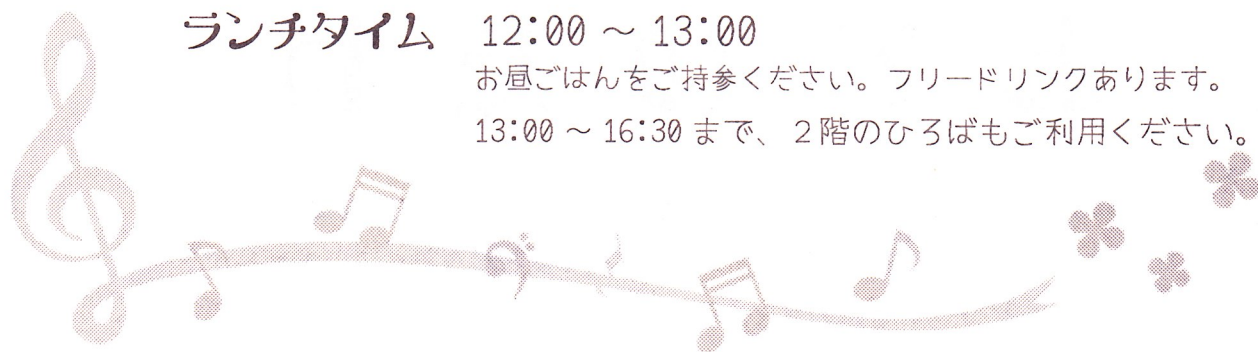 ランチタイム 12:00 ～ 13:00
お昼ごはんをご持参ください。フリードリンクあります。
13:00 ～ 16:30 まで、２階のひろばもご利用ください。